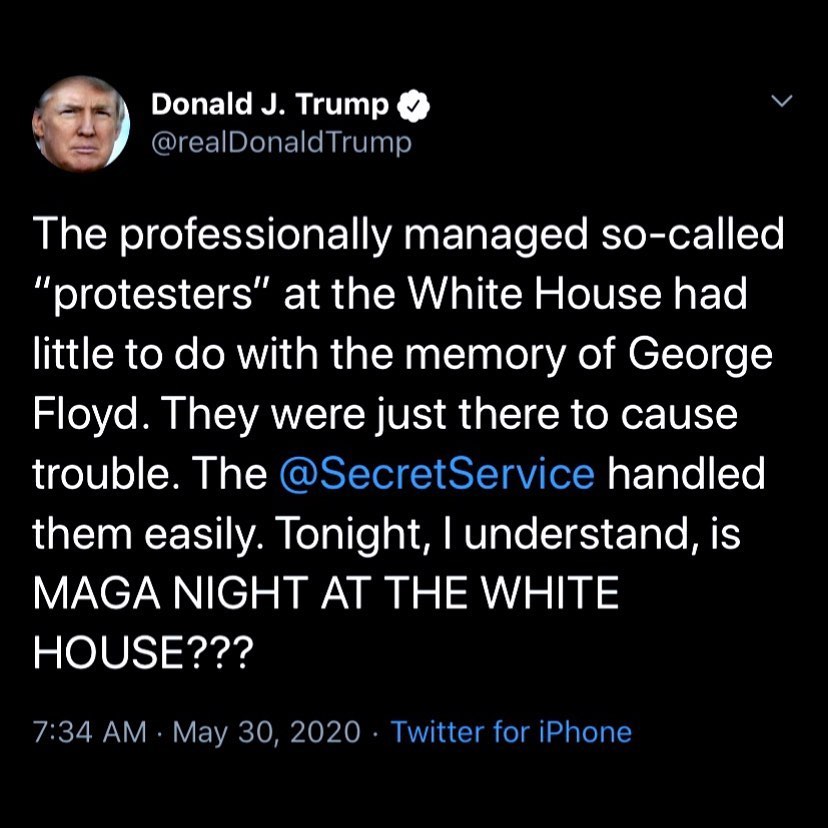 Donald J. Trump
@realDonaldTrump
The professionally managed so-called
“protesters” at the White House had
little to do with the memory of George
Floyd. They were just there to cause
trouble. The @SecretService handled
them easily. Tonight, I understand, is
MAGA NIGHT AT THE WHITE
HOUSE???
7:34 AM · May 30, 2020 · Twitter for iPhone